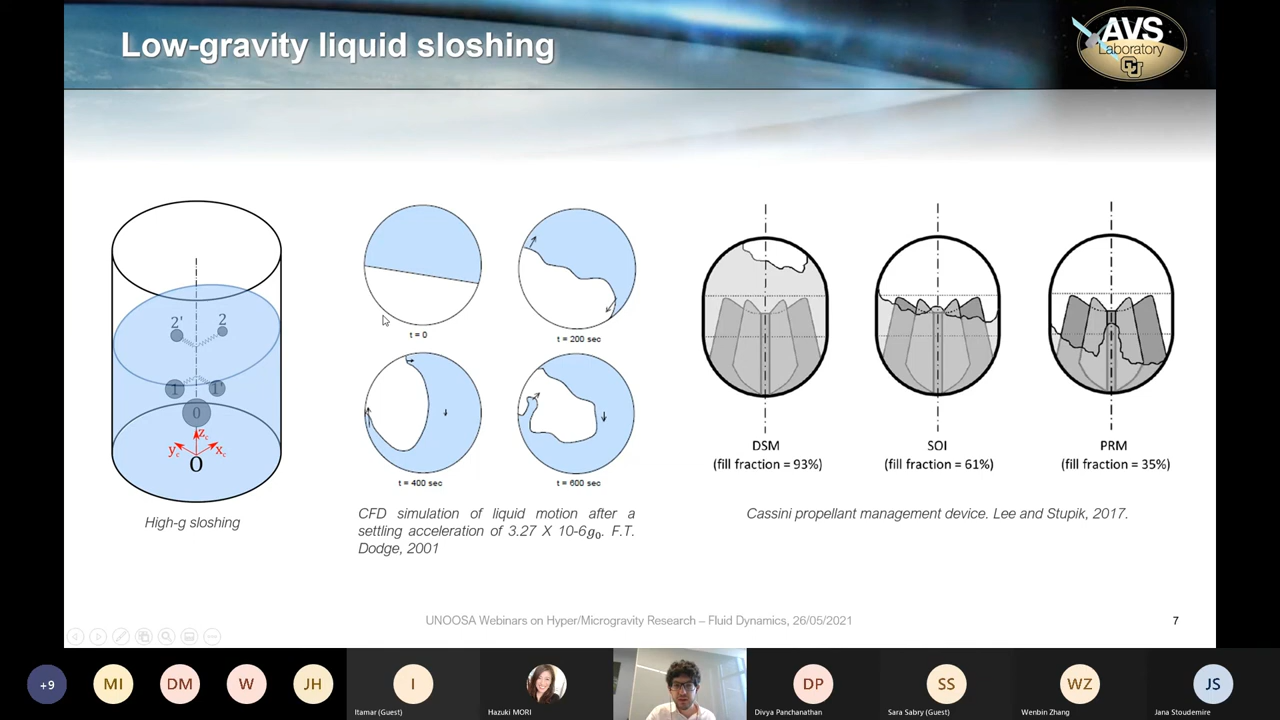 Low-gravity liquid sloshing
AVS
Laboratory
CU
2'
2
1
1'
0
z_c
y_c
x_c
O
High-g sloshing
t = 0
t = 200 sec
t = 400 sec
t = 600 sec
CFD simulation of liquid motion after a
settling acceleration of 3.27 X 10-6g₀. F.T.
Dodge, 2001
DSM
(fill fraction = 93%)
SOI
(fill fraction = 61%)
PRM
(fill fraction = 35%)
Cassini propellant management device. Lee and Stupik, 2017.
UNOOSA Webinars on Hyper/Microgravity Research – Fluid Dynamics, 26/05/2021
7
+9
MI
DM
W
JH
I
Itamar (Guest)
Hazuki MORI
DP
Divya Panchanathan
SS
Sara Sabry (Guest)
WZ
Wenbin Zhang
JS
Jana Stoudemire